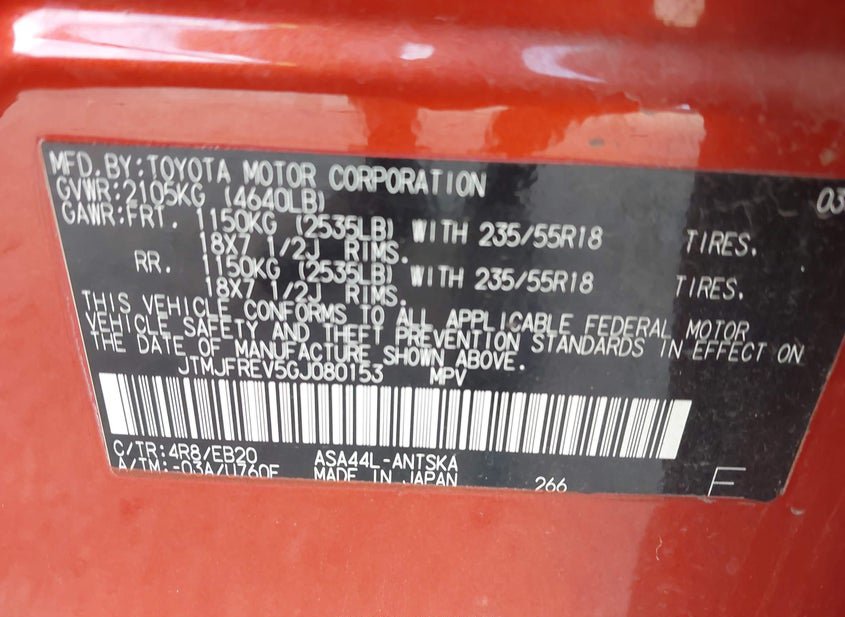 MFD.BY:TOYOTA MOTOR CORPORATION 03
GVWR:2105KG (4640LB)
GAWR:FRT. 1150KG (2535LB) WITH 235/55R18 TIRES.
18X7 1/2J RIMS.
RR. 1150KG (2535LB) WITH 235/55R18 TIRES.
18X7 1/2J RIMS.
THIS VEHICLE CONFORMS TO ALL APPLICABLE FEDERAL MOTOR
VEHICLE SAFETY AND THEFT PREVENTION STANDARDS IN EFFECT ON
THE DATE OF MANUFACTURE SHOWN ABOVE.
JTMJFREV5GJ080153 MPV
C/TR:4R8/EB20 ASA44L-ANTSKA
A/TM:-03A/U760F MADE IN JAPAN 266 F